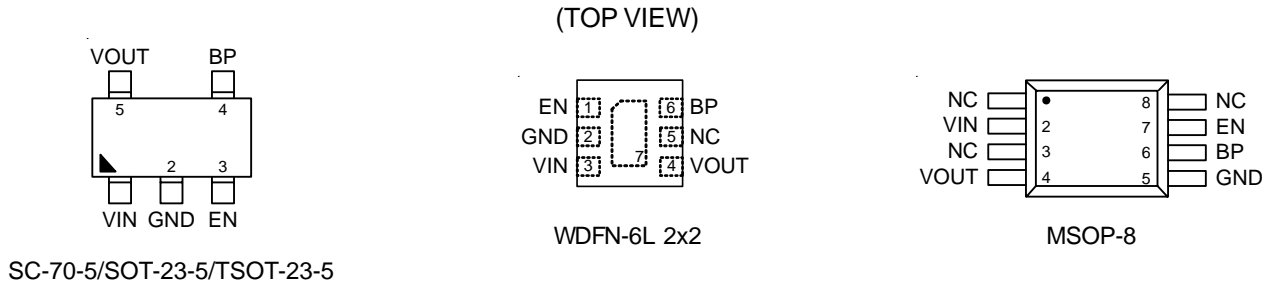 (TOP VIEW)
VOUT BP
5 4
2 3
VIN GND EN
SC-70-5/SOT-23-5/TSOT-23-5
EN 1 6 BP
GND 2 5 NC
VIN 3 7 4 VOUT
WDFN-6L 2x2
NC 8 NC
VIN 2 7 EN
NC 3 6 BP
VOUT 4 5 GND
MSOP-8